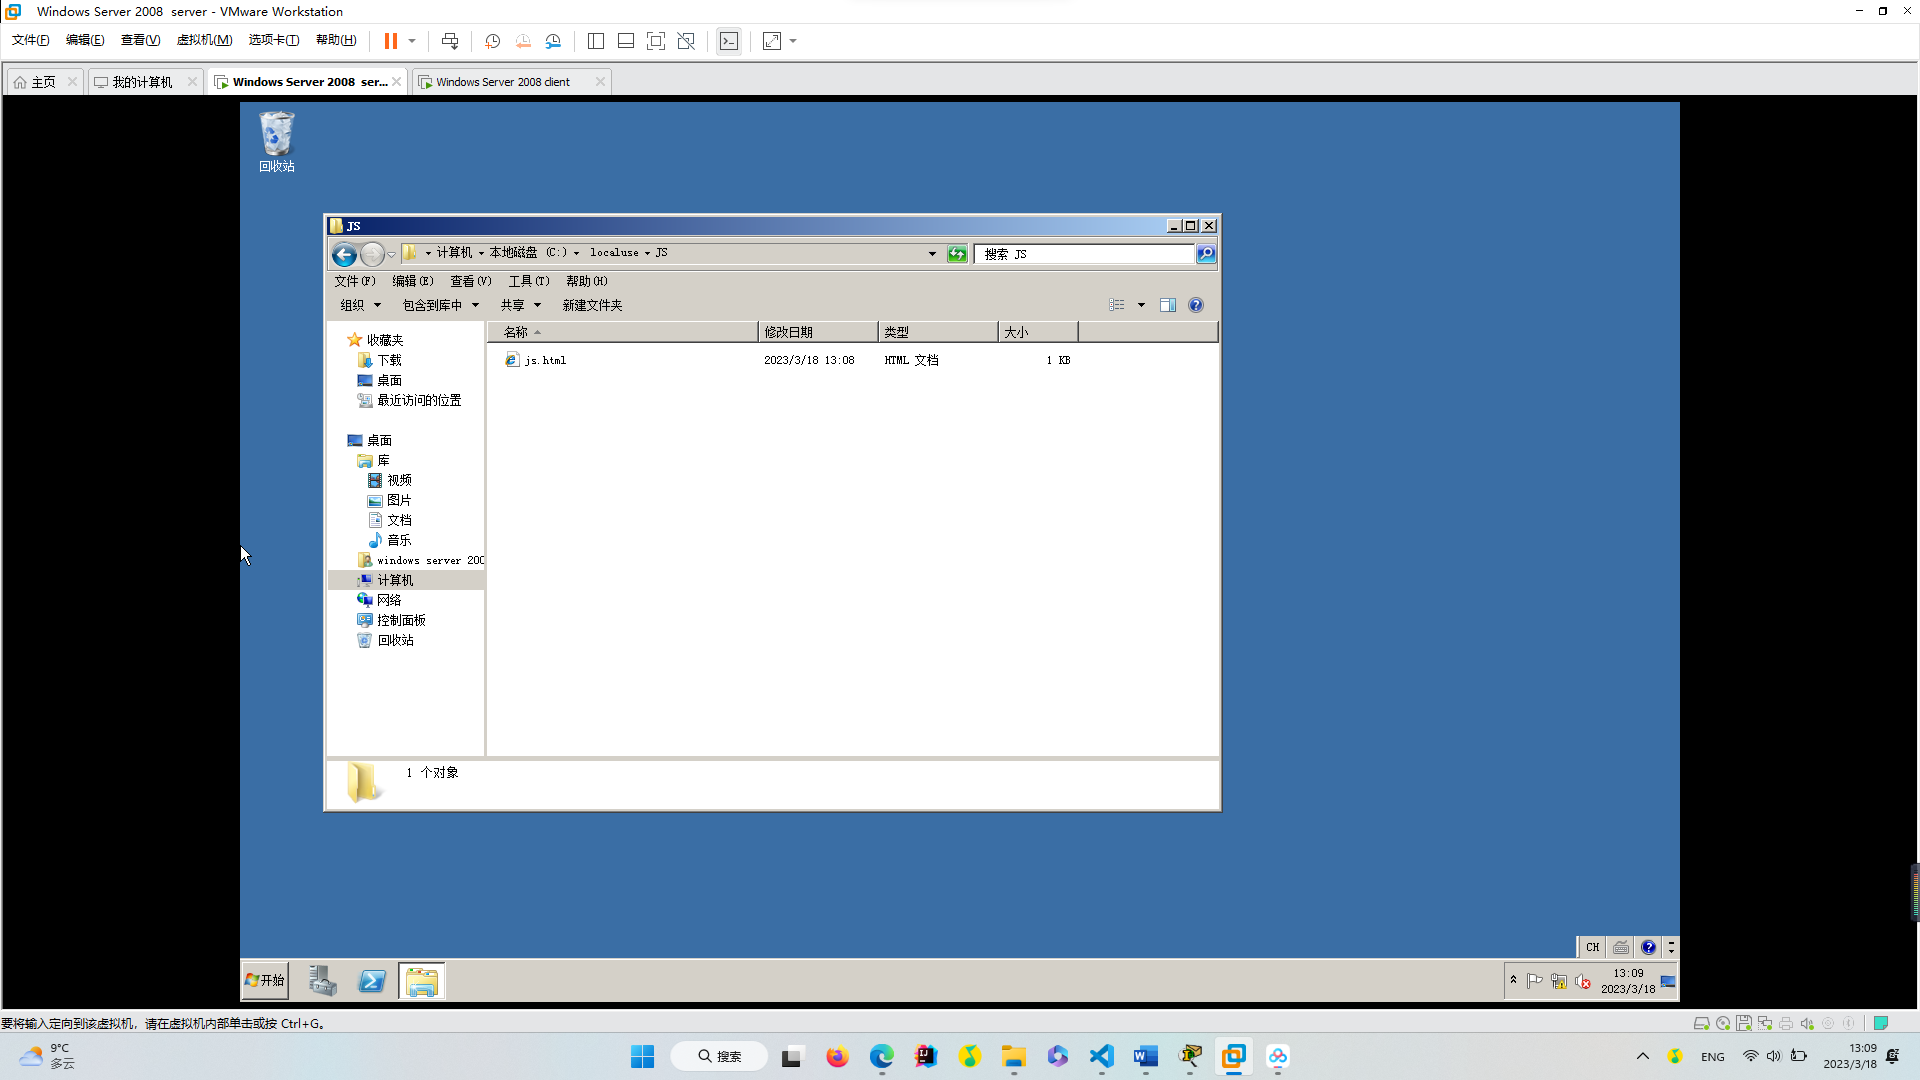 Windows Server 2008  server - VMware Workstation
文件(F) 编辑(E) 查看(V) 虚拟机(M) 选项卡(T) 帮助(H)
主页 我的计算机 Windows Server 2008  ser... Windows Server 2008 client
回收站
JS
计算机 本地磁盘 (C:) localuse JS 搜索 JS
文件(F) 编辑(E) 查看(V) 工具(T) 帮助(H)
组织 包含到库中 共享 新建文件夹
名称 修改日期 类型 大小
js.html 2023/3/18 13:08 HTML 文档 1 KB
收藏夹
下载
桌面
最近访问的位置
桌面
库
视频
图片
文档
音乐
windows server 200
计算机
网络
控制面板
回收站
1 个对象
CH
开始
13:09
2023/3/18
要将输入定向到该虚拟机，请在虚拟机内部单击或按 Ctrl+G。
9°C
多云
搜索
ENG
13:09
2023/3/18